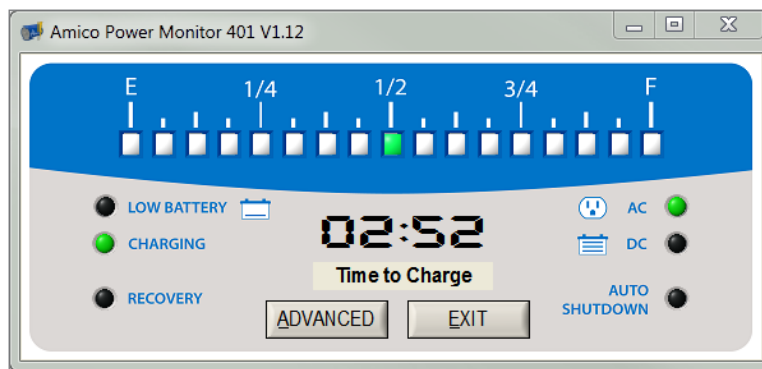 Amico Power Monitor 401 V1.12
E 1/4 1/2 3/4 F
LOW BATTERY
AC
CHARGING
02:52
DC
Time to Charge
RECOVERY
AUTO
SHUTDOWN
ADVANCED
EXIT